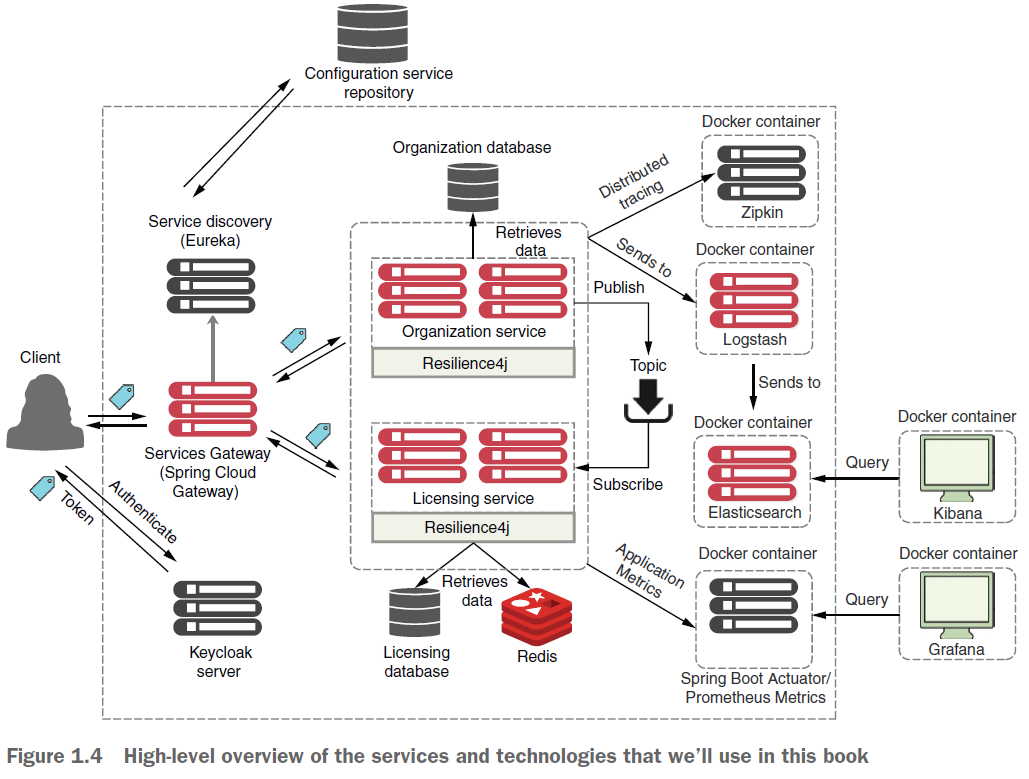 Configuration service
repository
Docker container
Organization database
Distributed
tracing
Zipkin
Service discovery
(Eureka)
Retrieves
data
Sends to
Docker container
Publish
Organization service
Logstash
Client
Resilience4j
Topic
Sends to
Docker container
Docker container
Services Gateway
(Spring Cloud
Gateway)
Query
Subscribe
Licensing service
Elasticsearch
Kibana
Token
Authenticate
Resilience4j
Application
Metrics
Docker container
Docker container
Retrieves
data
Query
Keycloak
server
Licensing
database
Redis
Grafana
Spring Boot Actuator/
Prometheus Metrics
Figure 1.4 High-level overview of the services and technologies that we'll use in this book